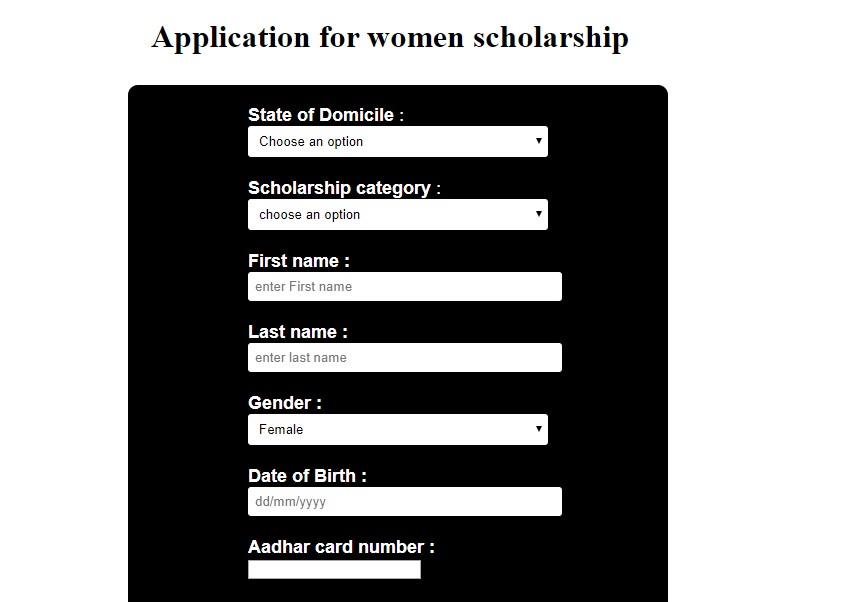 Application for women scholarship
State of Domicile :
Choose an option
Scholarship category :
choose an option
First name :
enter First name
Last name :
enter last name
Gender :
Female
Date of Birth :
dd/mm/yyyy
Aadhar card number :